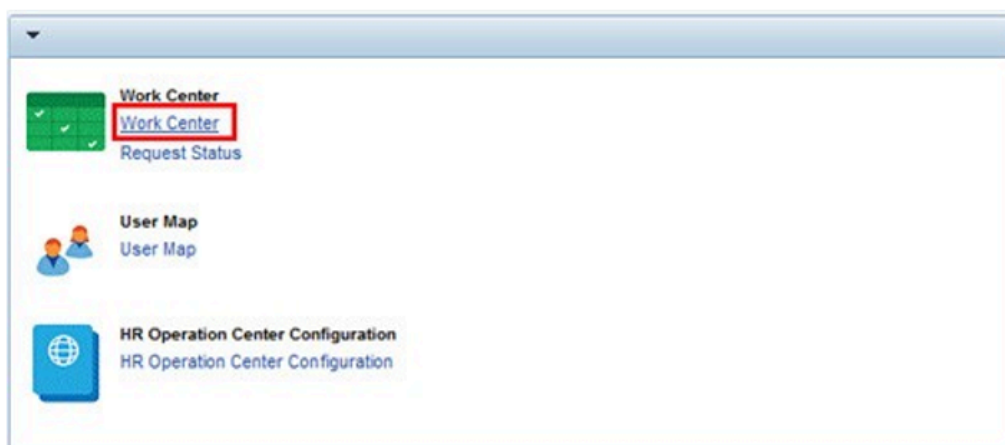 Work Center
Work Center
Request Status
User Map
User Map
HR Operation Center Configuration
HR Operation Center Configuration